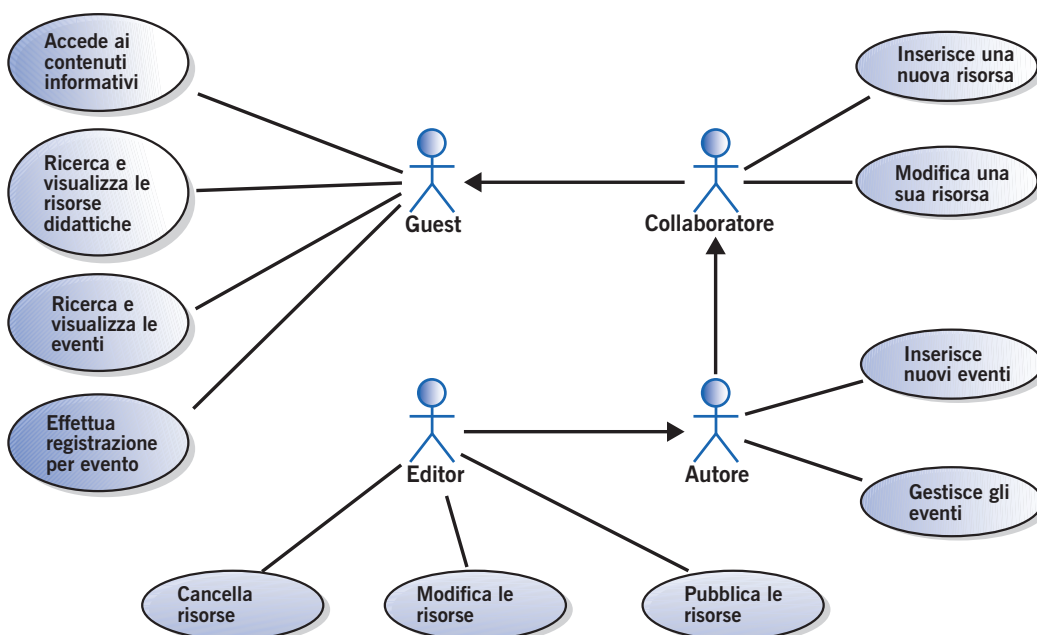 Accede ai
contenuti
informativi
Ricerca e
visualizza le
risorse
didattiche
Ricerca e
visualizza le
eventi
Effettua
registrazione
per evento
Guest
Collaboratore
Inserisce una
nuova risorsa
Modifica una
sua risorsa
Inserisce
nuovi eventi
Gestisce gli
eventi
Editor
Autore
Cancella
risorse
Modifica le
risorse
Pubblica le
risorse